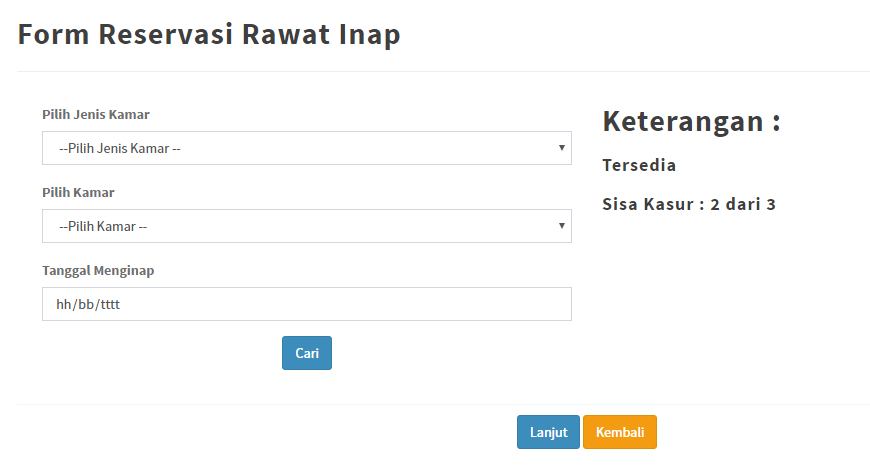 Form Reservasi Rawat Inap
Pilih Jenis Kamar
--Pilih Jenis Kamar --
Pilih Kamar
--Pilih Kamar --
Tanggal Menginap
hh/bb/tttt
Cari
Keterangan :
Tersedia
Sisa Kasur : 2 dari 3
Lanjut
Kembali